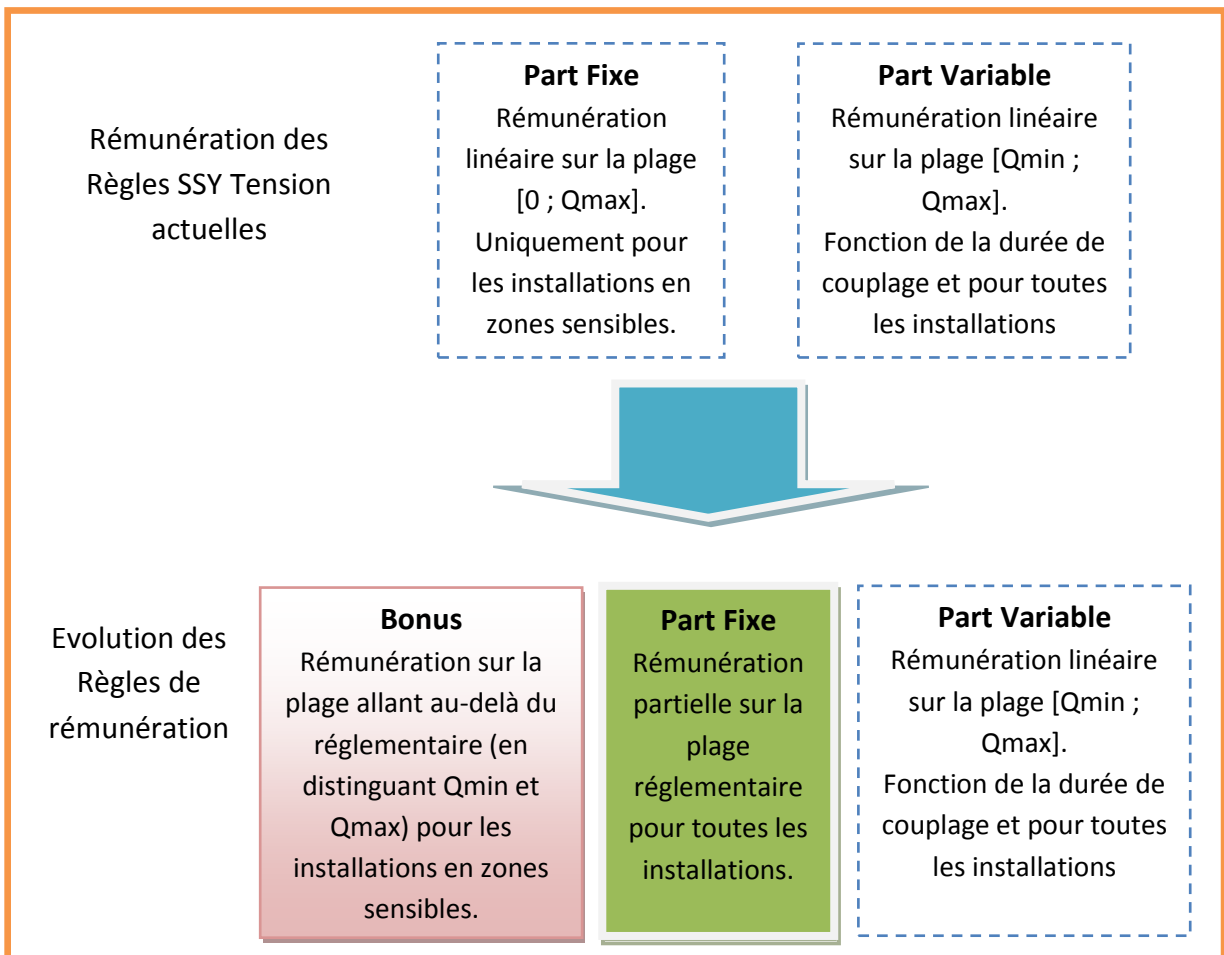 Rémunération des
Règles SSY Tension
actuelles
Part Fixe
Rémunération
linéaire sur la plage
[0 ; Qmax].
Uniquement pour
les installations en
zones sensibles.
Part Variable
Rémunération linéaire
sur la plage [Qmin ;
Qmax].
Fonction de la durée de
couplage et pour toutes
les installations
Evolution des
Règles de
rémunération
Bonus
Rémunération sur la
plage allant au-delà du
réglementaire (en
distinguant Qmin et
Qmax) pour les
installations en zones
sensibles.
Part Fixe
Rémunération
partielle sur la
plage
réglementaire
pour toutes les
installations.
Part Variable
Rémunération linéaire
sur la plage [Qmin ;
Qmax].
Fonction de la durée de
couplage et pour toutes
les installations